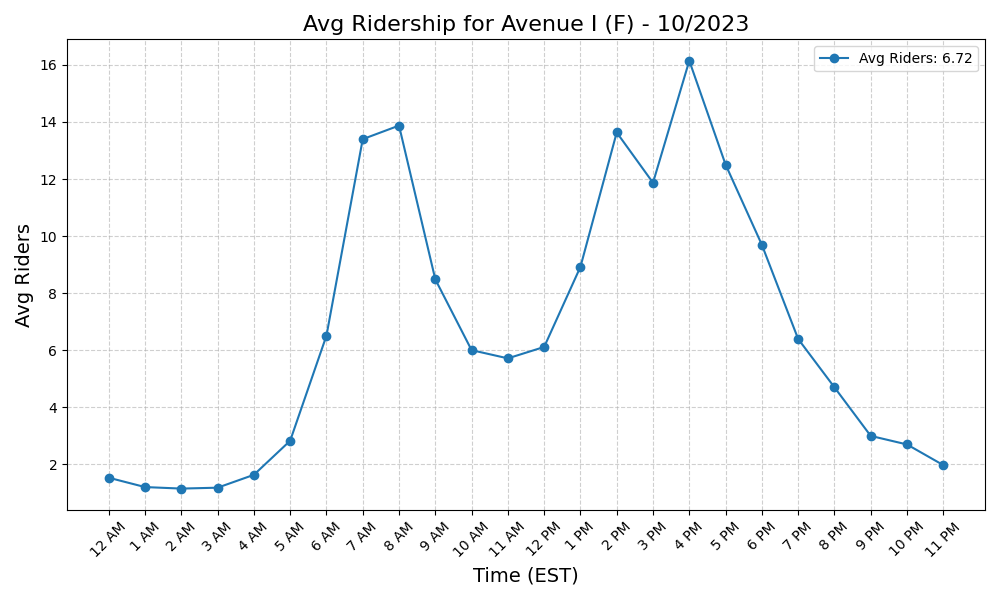 Avg Ridership for Avenue I (F) - 10/2023
Avg Riders: 6.72
Avg Riders
16
14
12
10
8
6
4
2
12 AM
1 AM
2 AM
3 AM
4 AM
5 AM
6 AM
7 AM
8 AM
9 AM
10 AM
11 AM
12 PM
1 PM
2 PM
3 PM
4 PM
5 PM
6 PM
7 PM
8 PM
9 PM
10 PM
11 PM
Time (EST)